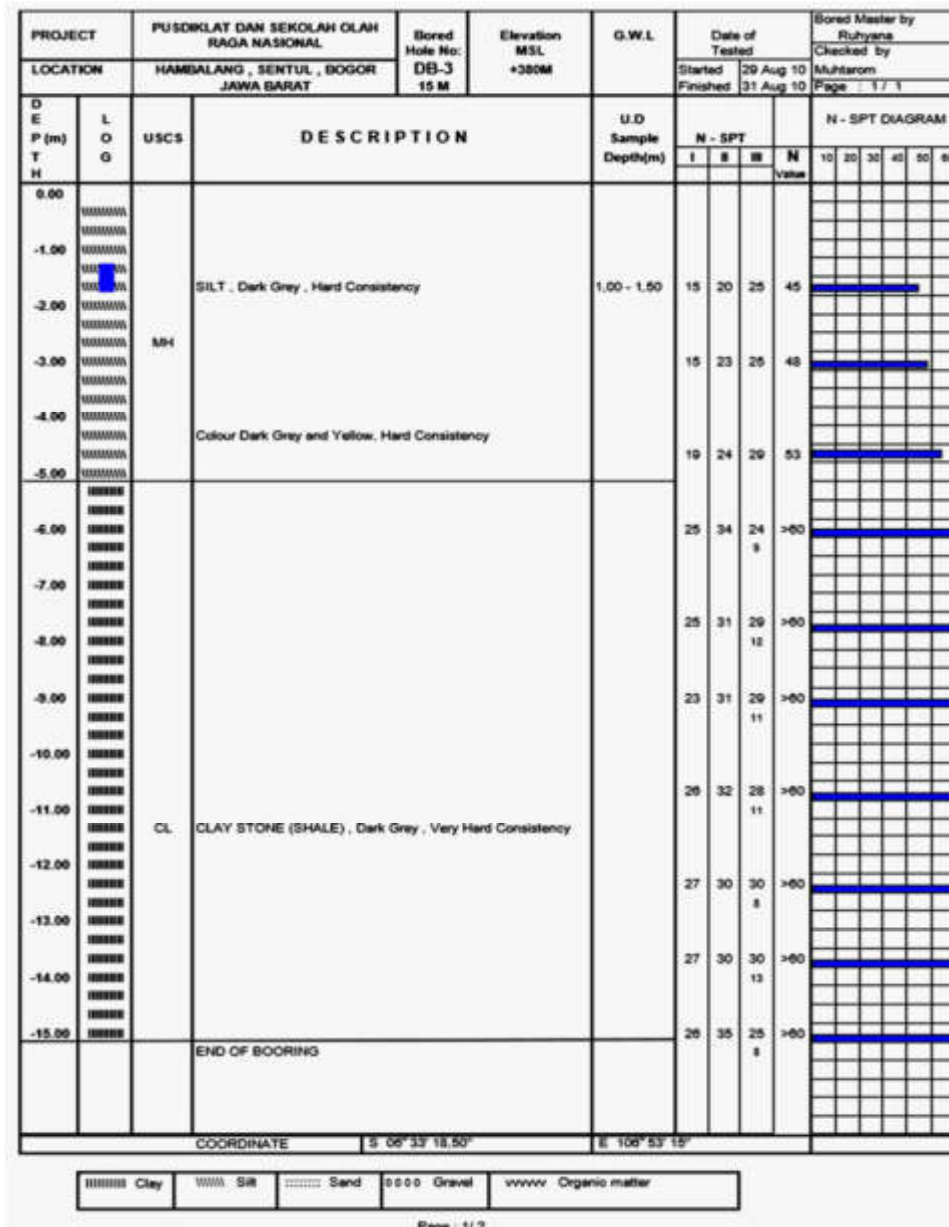 PROJECT
PUSDIKLAT DAN SEKOLAH OLAH
RAGA NASIONAL
Bored
Hole No:
Elevation
MSL
G.W.L
Date of
Tested
Bored Master by
Ruhyana
Checked by
LOCATION
HAMBALANG , SENTUL , BOGOR
JAWA BARAT
DB-3
15 M
+380M
Started 29 Aug 10
Finished 31 Aug 10
Muhtarom
Page : 1 / 1
D
E
P (m)
T
H
L
O
G
USCS
DESCRIPTION
U.D
Sample
Depth(m)
N - SPT
I II III N
Value
N - SPT DIAGRAM
10 20 30 40 50
0.00
-1.00
SILT , Dark Grey , Hard Consistency 1,00 - 1,50 15 20 25 45
-2.00
MH
-3.00 15 23 25 48
-4.00
Colour Dark Grey and Yellow, Hard Consistency
19 24 29 53
-5.00
-6.00 25 34 24 >60
9
-7.00
25 31 29 >60
-8.00 12
-9.00 23 31 29 >60
11
-10.00
26 32 28 >60
-11.00 11
CL CLAY STONE (SHALE) , Dark Grey , Very Hard Consistency
-12.00
27 30 30 >60
8
-13.00
27 30 30 >60
-14.00 13
-15.00 26 35 25 >60
8
END OF BOORING
COORDINATE S 06° 33' 18,50" E 106° 53' 15"
Clay Silt Sand Gravel Organic matter
Page : 1/ 2